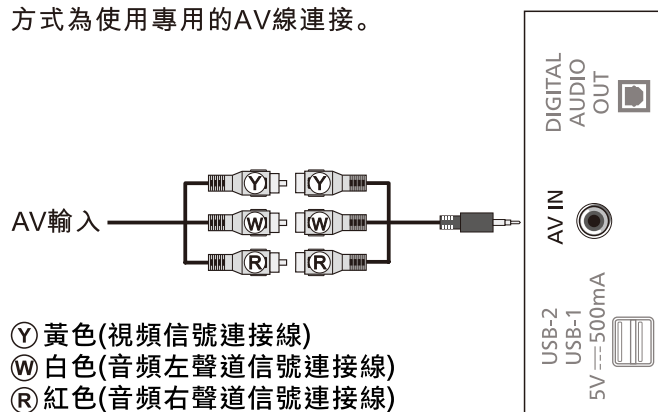 方式為使用專用的AV線連接。
AV輸入
Y
Y
W
W
R
R
Ⓨ黃色(視頻信號連接線)
Ⓦ白色(音頻左聲道信號連接線)
Ⓡ紅色(音頻右聲道信號連接線)
DIGITAL
AUDIO
OUT
AV IN
USB-2
USB-1
5V⎓500mA